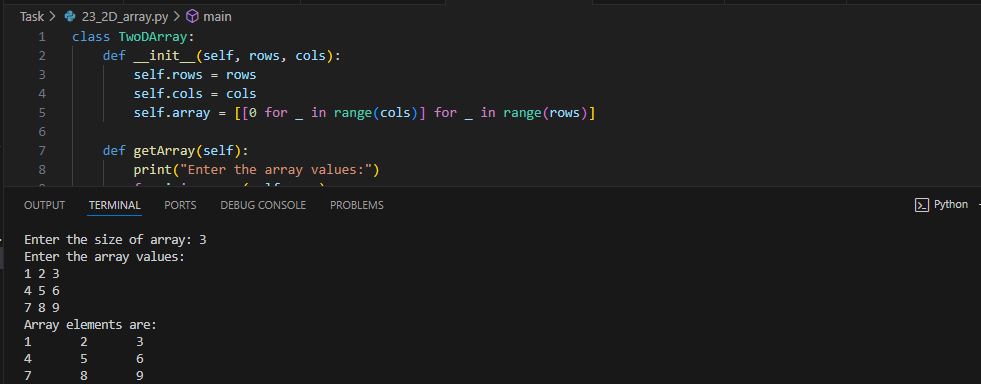 Task > 23_2D_array.py > main
1 class TwoDArray:
2 def __init__(self, rows, cols):
3 self.rows = rows
4 self.cols = cols
5 self.array = [[0 for _ in range(cols)] for _ in range(rows)]
6
7 def getArray(self):
8 print("Enter the array values:")
OUTPUT TERMINAL PORTS DEBUG CONSOLE PROBLEMS Python
Enter the size of array: 3
Enter the array values:
1 2 3
4 5 6
7 8 9
Array elements are:
1 2 3
4 5 6
7 8 9